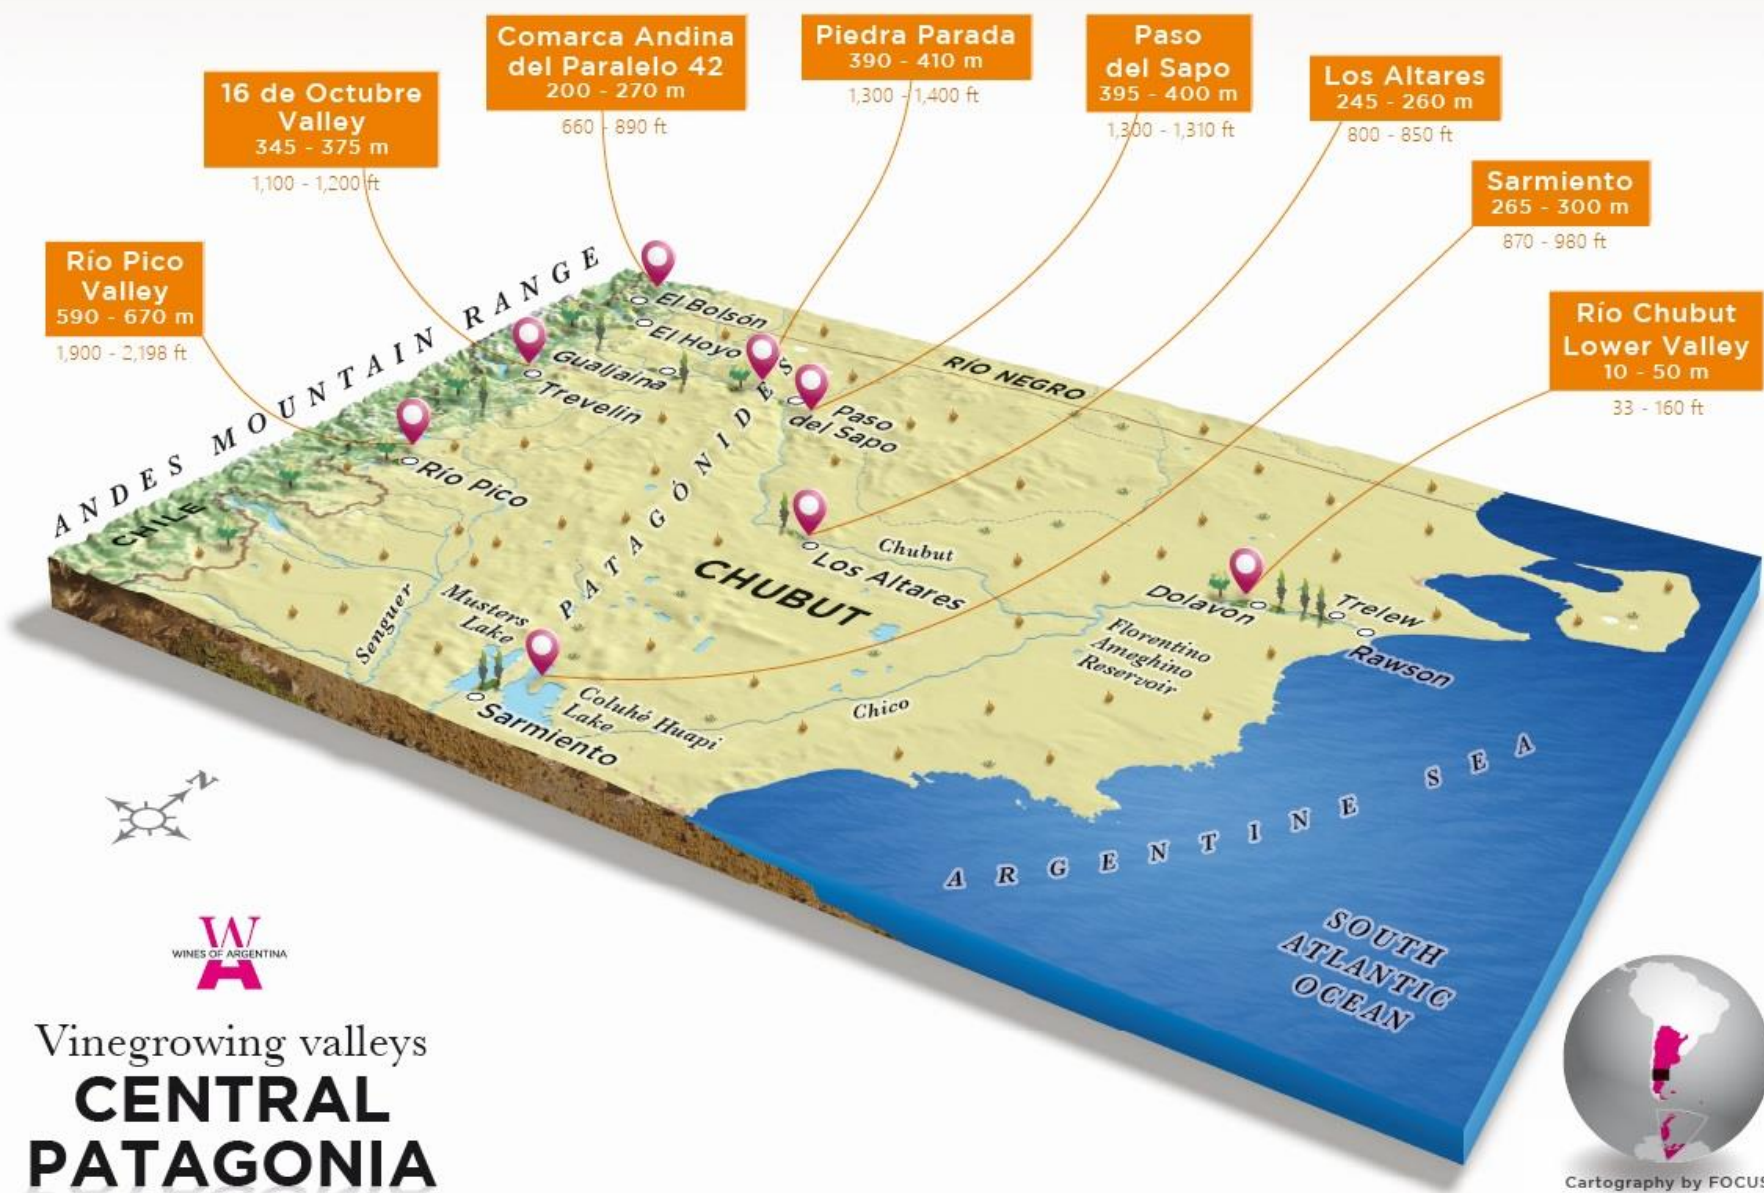 Comarca Andina
del Paralelo 42
200 - 270 m
660 - 890 ft
Piedra Parada
390 - 410 m
1,300 - 1,400 ft
Paso
del Sapo
395 - 400 m
1,300 - 1,310 ft
Los Altares
245 - 260 m
800 - 850 ft
16 de Octubre
Valley
345 - 375 m
1,100 - 1,200 ft
Sarmiento
265 - 300 m
870 - 980 ft
Río Pico
Valley
590 - 670 m
1,900 - 2,198 ft
Río Chubut
Lower Valley
10 - 50 m
33 - 160 ft
ANDES MOUNTAIN RANGE
CHILE
El Bolsón
El Hoyo
Gualjaina
Trevelin
Río Pico
PATAGÓNIDES
Paso
del Sapo
RÍO NEGRO
Los Altares
Chubut
CHUBUT
Senguer
Musters
Lake
Coluhé Huapi
Lake
Sarmiento
Chico
Dolavon
Trelew
Rawson
Florentino
Ameghino
Reservoir
ARGENTINE SEA
SOUTH
ATLANTIC
OCEAN
N
WA
WINES OF ARGENTINA
Vinegrowing valleys
CENTRAL
PATAGONIA
Cartography by FOCUS